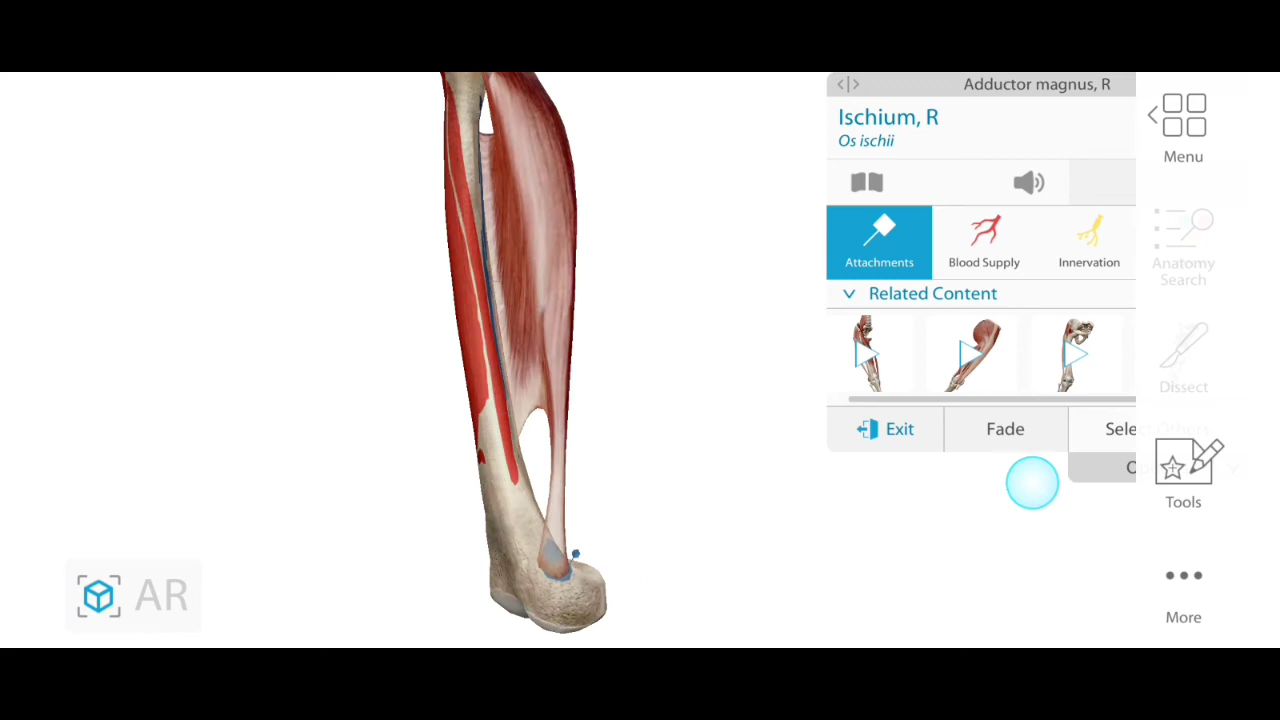 Adductor magnus, R
Ischium, R
Os ischii
Menu
Attachments
Blood Supply
Innervation
Anatomy
Search
Related Content
Dissect
Exit
Fade
Sele
Tools
AR
More